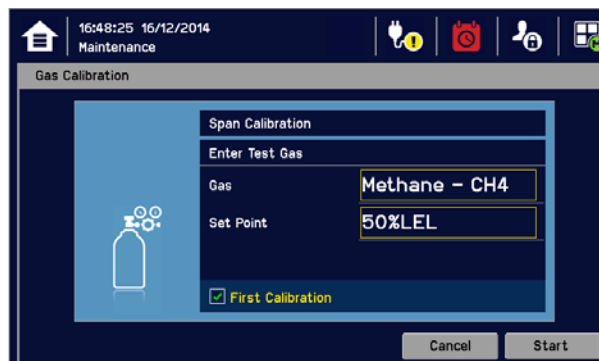 16:48:25 16/12/2014
Maintenance
Gas Calibration
Span Calibration
Enter Test Gas
Gas
Methane - CH4
Set Point
50%LEL
First Calibration
Cancel
Start